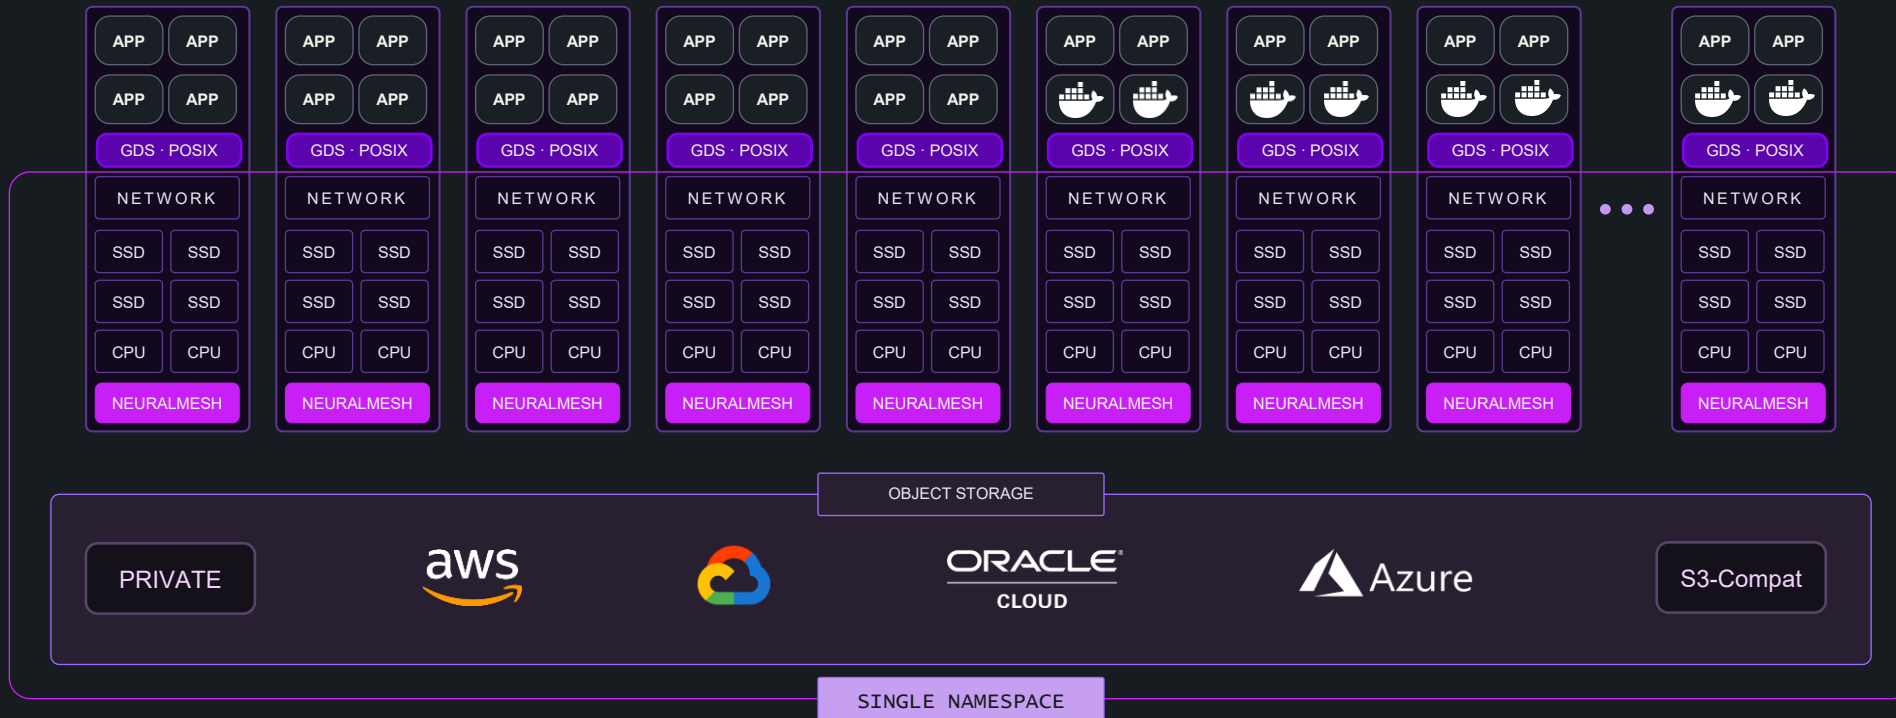 APP APP APP APP APP APP APP APP APP APP APP APP APP APP APP APP APP APP
APP APP APP APP APP APP APP APP APP APP
GDS · POSIX GDS · POSIX GDS · POSIX GDS · POSIX GDS · POSIX GDS · POSIX GDS · POSIX GDS · POSIX GDS · POSIX
NETWORK NETWORK NETWORK NETWORK NETWORK NETWORK NETWORK NETWORK NETWORK
SSD SSD SSD SSD SSD SSD SSD SSD SSD SSD SSD SSD SSD SSD SSD SSD SSD SSD
SSD SSD SSD SSD SSD SSD SSD SSD SSD SSD SSD SSD SSD SSD SSD SSD SSD SSD
CPU CPU CPU CPU CPU CPU CPU CPU CPU CPU CPU CPU CPU CPU CPU CPU CPU CPU
NEURALMESH NEURALMESH NEURALMESH NEURALMESH NEURALMESH NEURALMESH NEURALMESH NEURALMESH NEURALMESH
OBJECT STORAGE
PRIVATE
aws
ORACLE®
CLOUD
Azure
S3-Compat
SINGLE NAMESPACE